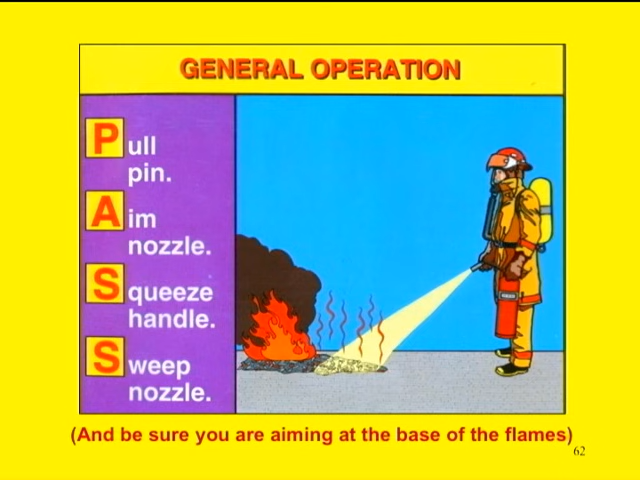 GENERAL OPERATION
Pull
pin.
Aim
nozzle.
Squeeze
handle.
Sweep
nozzle.
(And be sure you are aiming at the base of the flames)
62